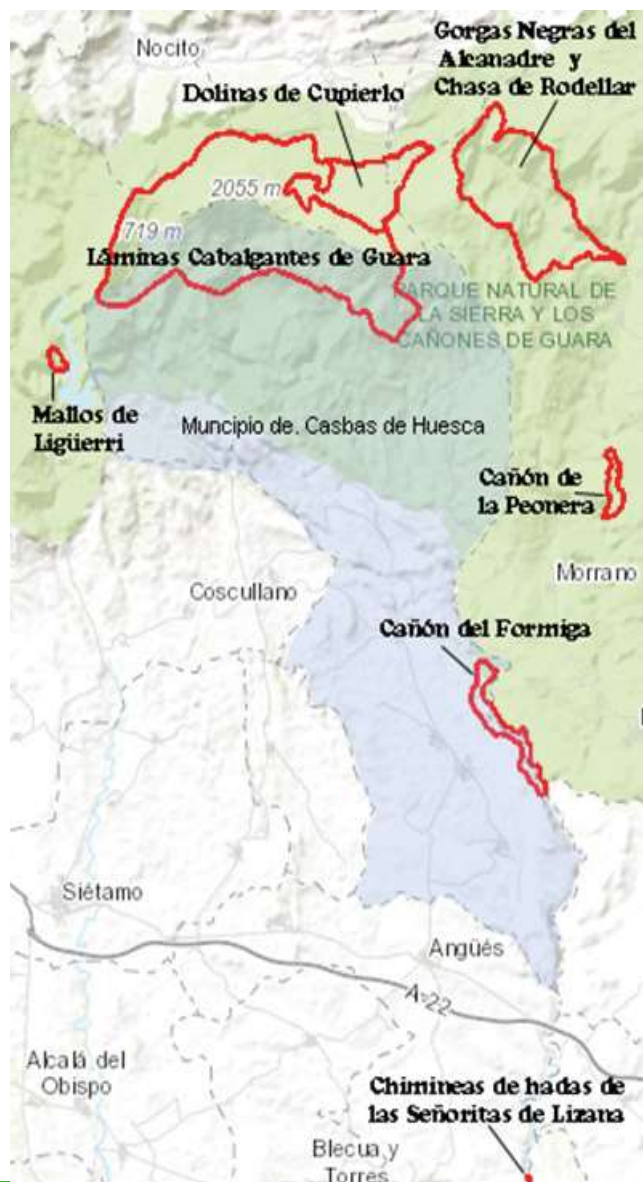 Gorgas Negras del
Alcanadre y
Chasa de Rodellar
Nocito
Dolinas de Cupierlo
2055 m
719 m
Láminas Cabalgantes de Guara
PARQUE NATURAL DE
LA SIERRA Y LOS
CAÑONES DE GUARA
Mallos de
Ligüerri
Muncipio de. Casbas de Huesca
Cañón de
la Peonera
Morrano
Coscullano
Cañón del Formiga
Siétamo
Angüés
A-22
Alcalá del
Obispo
Chimineas de hadas de
las Señoritas de Lizana
Blecua y
Torres